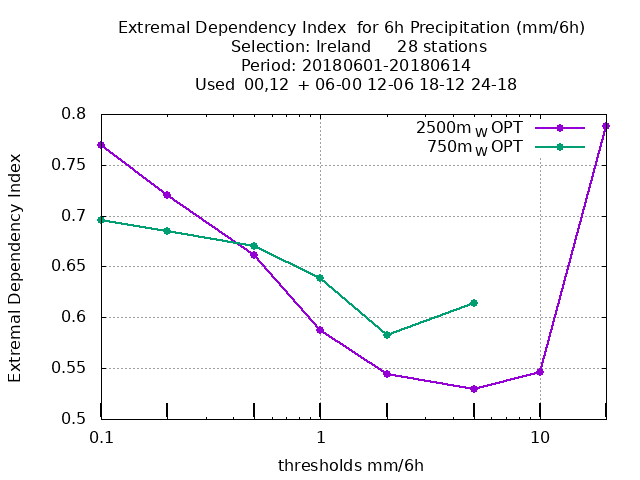 Extremal Dependency Index  for 6h Precipitation (mm/6h)
Selection: Ireland     28 stations
Period: 20180601-20180614
Used  00,12  + 06-00 12-06 18-12 24-18
2500m_W OPT
750m_W OPT
Extremal Dependency Index
0.8
0.75
0.7
0.65
0.6
0.55
0.5
0.1
1
10
thresholds mm/6h